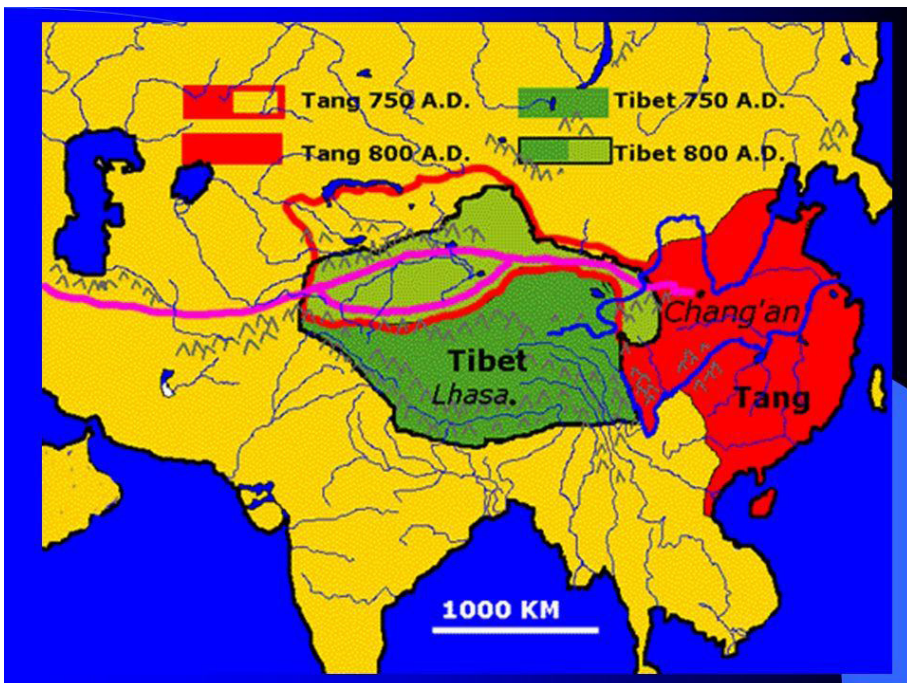 Tang 750 A.D.
Tibet 750 A.D.
Tang 800 A.D.
Tibet 800 A.D.
Chang'an
Tibet
Lhasa.
Tang
1000 KM